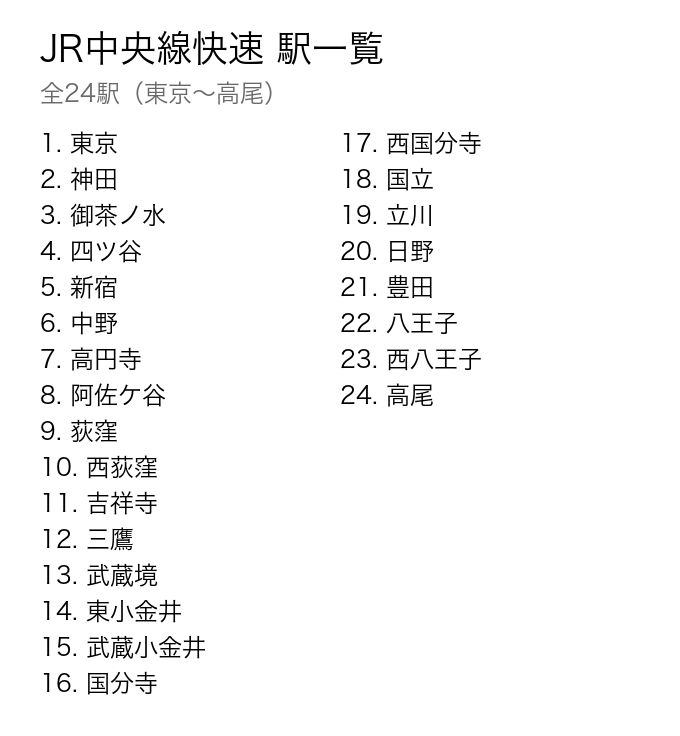 JR中央線快速 駅一覧
全24駅（東京〜高尾）
1. 東京
2. 神田
3. 御茶ノ水
4. 四ツ谷
5. 新宿
6. 中野
7. 高円寺
8. 阿佐ケ谷
9. 荻窪
10. 西荻窪
11. 吉祥寺
12. 三鷹
13. 武蔵境
14. 東小金井
15. 武蔵小金井
16. 国分寺
17. 西国分寺
18. 国立
19. 立川
20. 日野
21. 豊田
22. 八王子
23. 西八王子
24. 高尾